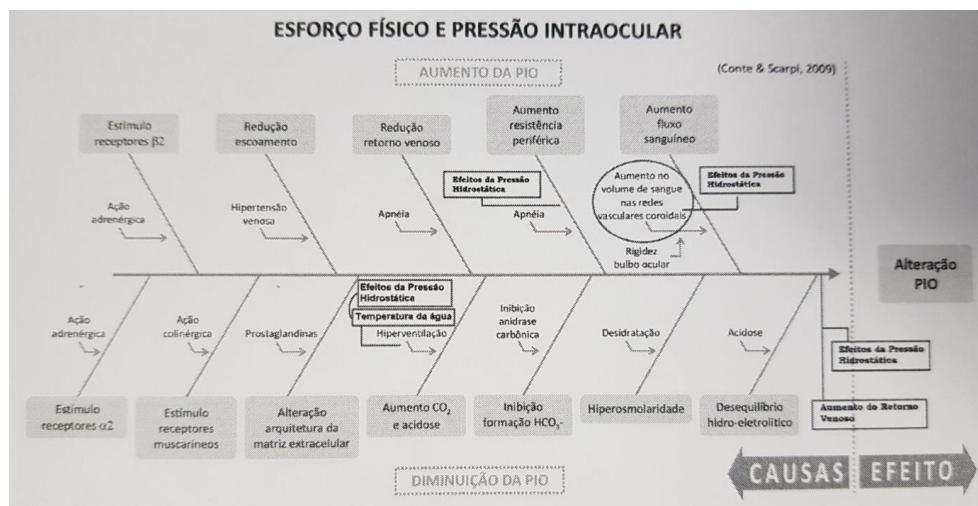 ESFORÇO FÍSICO E PRESSÃO INTRAOCULAR
AUMENTO DA PIO
(Conte & Scarpi, 2009)
Estímulo
receptores β2
Redução
escoamento
Redução
retorno venoso
Aumento
resistência
periférica
Aumento
fluxo
sanguíneo
Ação
adrenérgica
Hipertensão
venosa
Apnéia
Efeitos da Pressão
Hidrostática
Apnéia
Aumento no
volume de sangue
nas redes
vasculares coroidais
Efeitos da Pressão
Hidrostática
Rigidez
bulbo ocular
Alteração
PIO
Ação
adrenérgica
Ação
colinérgica
Prostaglandinas
Efeitos da Pressão
Hidrostática
Temperatura da água
Hiperventilação
Inibição
anidrase
carbônica
Desidratação
Acidose
Efeitos da Pressão
Hidrostática
Estímulo
receptores α2
Estímulo
receptores
muscaríneos
Alteração
arquitetura da
matriz extracelular
Aumento CO₂
e acidose
Inibição
formação HCO₃-
Hiperosmolaridade
Desequilíbrio
hidro-eletrolítico
Aumento do Retorno
Venoso
DIMINUIÇÃO DA PIO
CAUSAS EFEITO